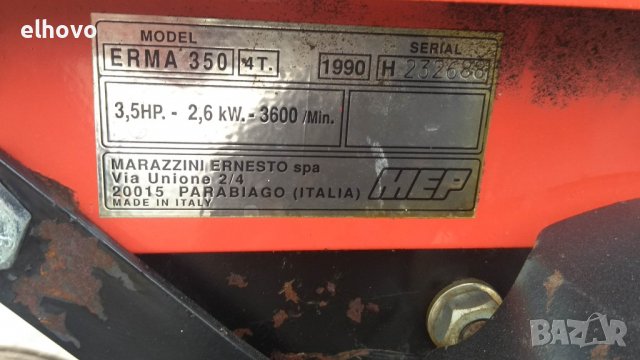 elhovo
MODEL SERIAL
ERMA 350 4T. 1990 H 232688
3,5HP. - 2,6 kW. - 3600 /Min.
MARAZZINI ERNESTO spa
Via Unione 2/4
20015 PARABIAGO (ITALIA)
MADE IN ITALY
MEP
BAZAR